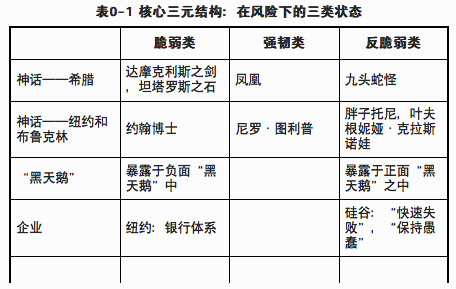 表0-1 核心三元结构：在风险下的三类状态
脆弱类 强韧类 反脆弱类
神话——希腊 达摩克利斯之剑，坦塔罗斯之石 凤凰 九头蛇怪
神话——纽约和布鲁克林 约翰博士 尼罗·图利普 胖子托尼，叶夫根妮娅·克拉斯诺娃
“黑天鹅” 暴露于负面“黑天鹅”中 暴露于正面“黑天鹅”之中
企业 纽约：银行体系 硅谷：“快速失败”，“保持愚蠢”